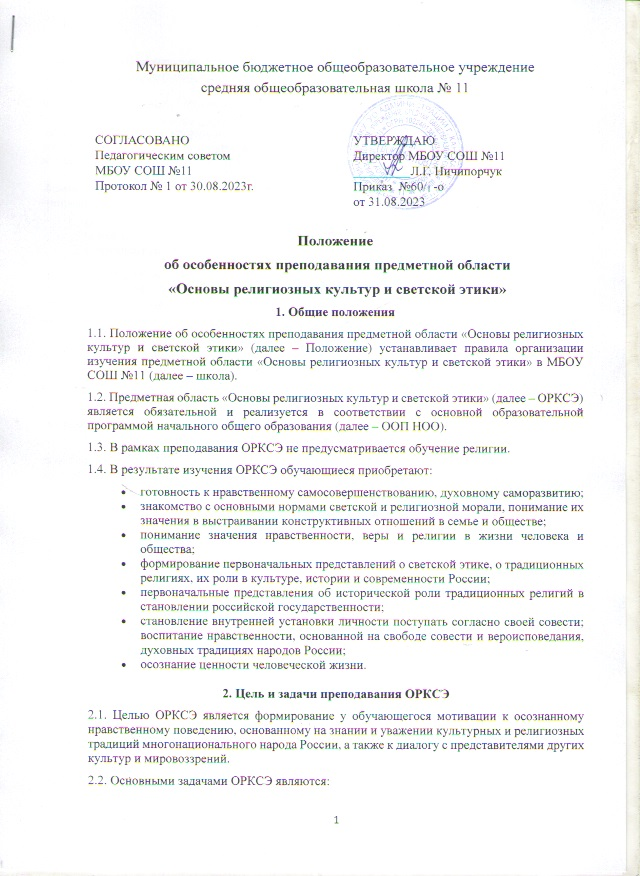 Муниципальное бюджетное общеобразовательное учреждение
средняя общеобразовательная школа № 11
СОГЛАСОВАНО
Педагогическим советом
МБОУ СОШ №11
Протокол № 1 от 30.08.2023г.
УТВЕРЖДАЮ
Директор МБОУ СОШ №11
Л.Г. Ничипорчук
Приказ №60/1 -о
от 31.08.2023
Положение
об особенностях преподавания предметной области
«Основы религиозных культур и светской этики»
1. Общие положения
1.1. Положение об особенностях преподавания предметной области «Основы религиозных
культур и светской этики» (далее – Положение) устанавливает правила организации
изучения предметной области «Основы религиозных культур и светской этики» в МБОУ
СОШ №11 (далее – школа).
1.2. Предметная область «Основы религиозных культур и светской этики» (далее – ОРКСЭ)
является обязательной и реализуется в соответствии с основной образовательной
программой начального общего образования (далее – ООП НОО).
1.3. В рамках преподавания ОРКСЭ не предусматривается обучение религии.
1.4. В результате изучения ОРКСЭ обучающиеся приобретают:
• готовность к нравственному самосовершенствованию, духовному саморазвитию;
• знакомство с основными нормами светской и религиозной морали, понимание их
значения в выстраивании конструктивных отношений в семье и обществе;
• понимание значения нравственности, веры и религии в жизни человека и
общества;
• формирование первоначальных представлений о светской этике, о традиционных
религиях, их роли в культуре, истории и современности России;
• первоначальные представления об исторической роли традиционных религий в
становлении российской государственности;
• становление внутренней установки личности поступать согласно своей совести;
воспитание нравственности, основанной на свободе совести и вероисповедания,
духовных традициях народов России;
• осознание ценности человеческой жизни.
2. Цель и задачи преподавания ОРКСЭ
2.1. Целью ОРКСЭ является формирование у обучающегося мотивации к осознанному
нравственному поведению, основанному на знании и уважении культурных и религиозных
традиций многонационального народа России, а также к диалогу с представителями других
культур и мировоззрений.
2.2. Основными задачами ОРКСЭ являются:
1